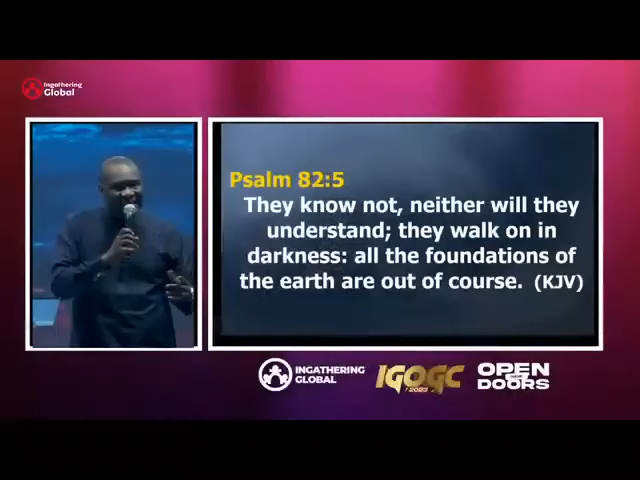 Ingathering
Global
Psalm 82:5
They know not, neither will they
understand; they walk on in
darkness: all the foundations of
the earth are out of course. (KJV)
INGATHERING
GLOBAL
IGOGC
/ 2023
OPEN
DOORS